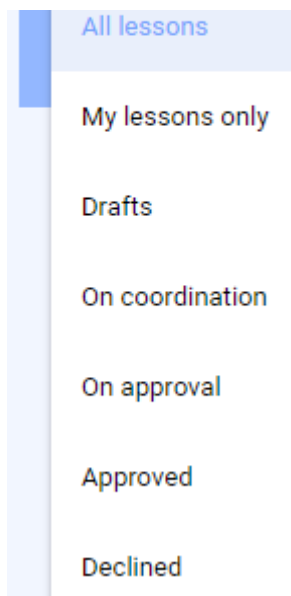 All lessons
My lessons only
Drafts
On coordination
On approval
Approved
Declined